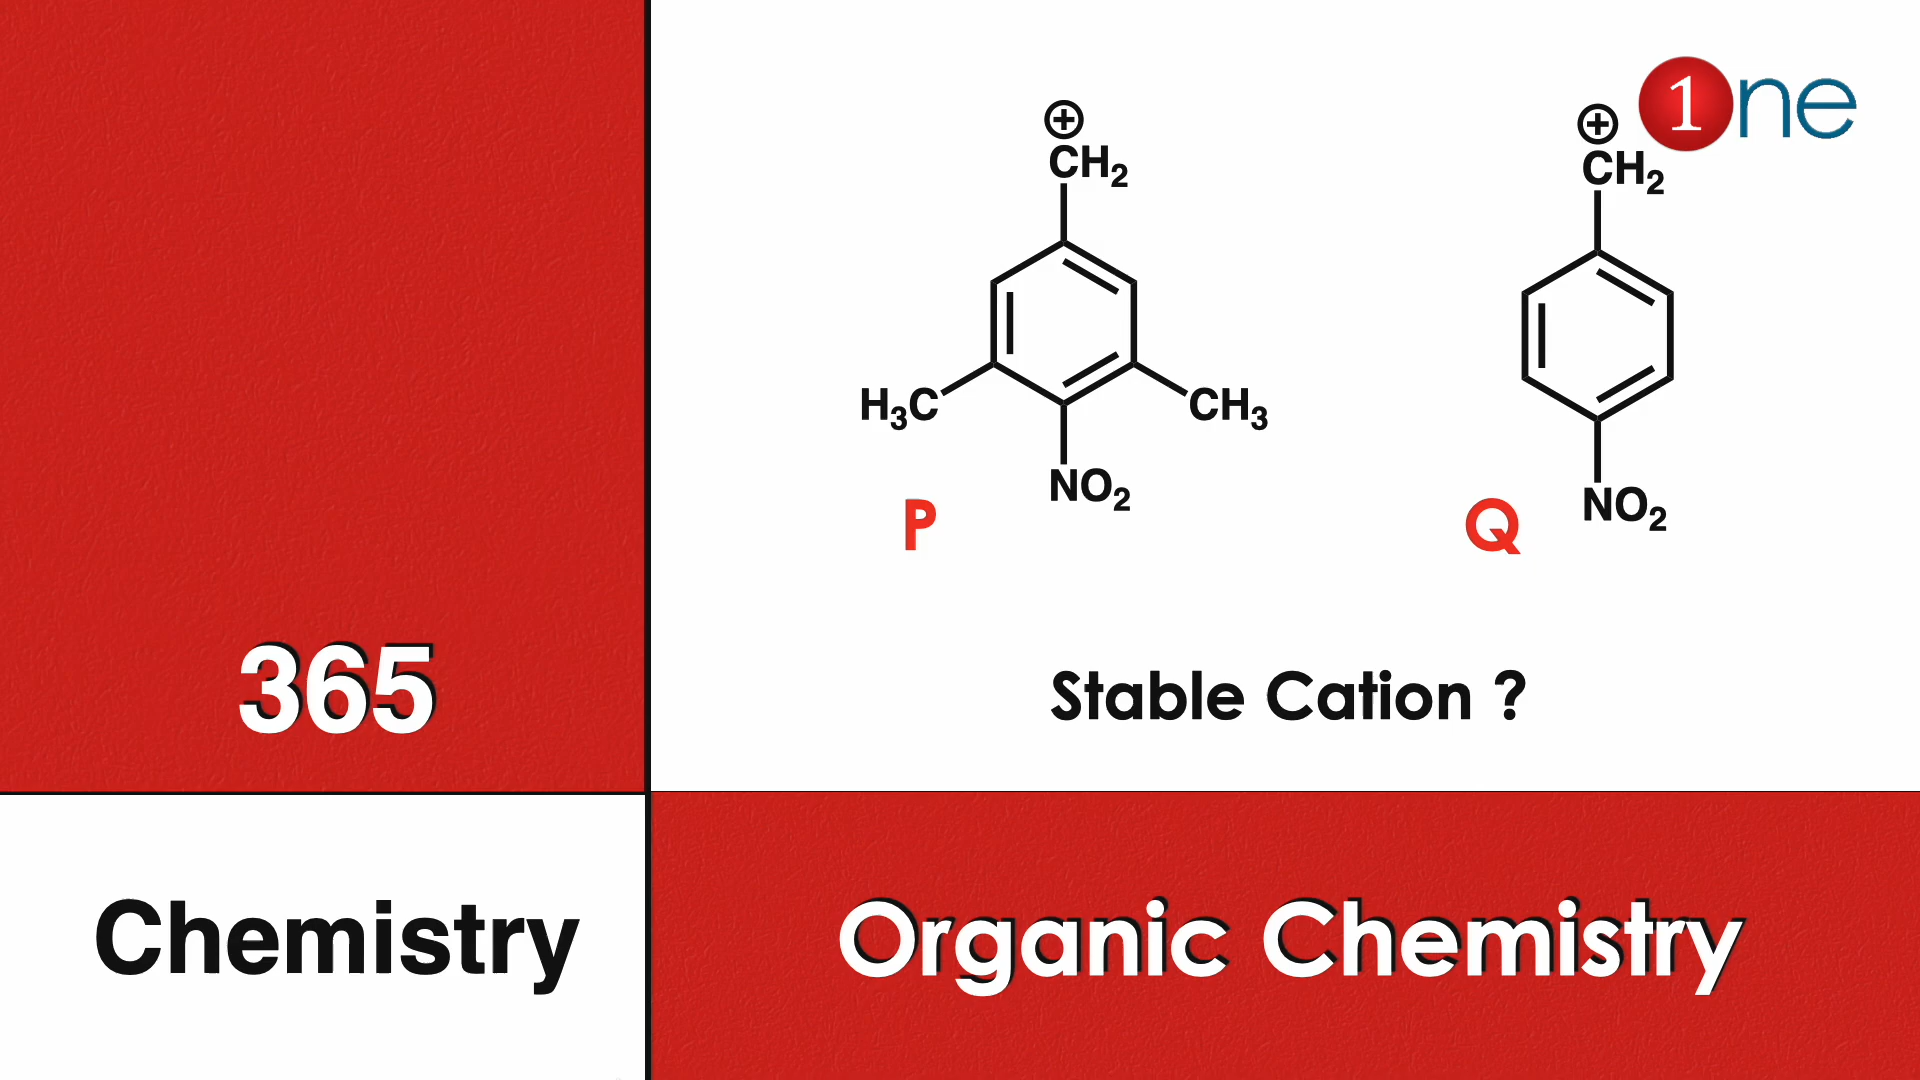 1ne
⊕
CH₂
H₃C
CH₃
NO₂
P
⊕
CH₂
NO₂
Q
365
Stable Cation ?
Chemistry
Organic Chemistry